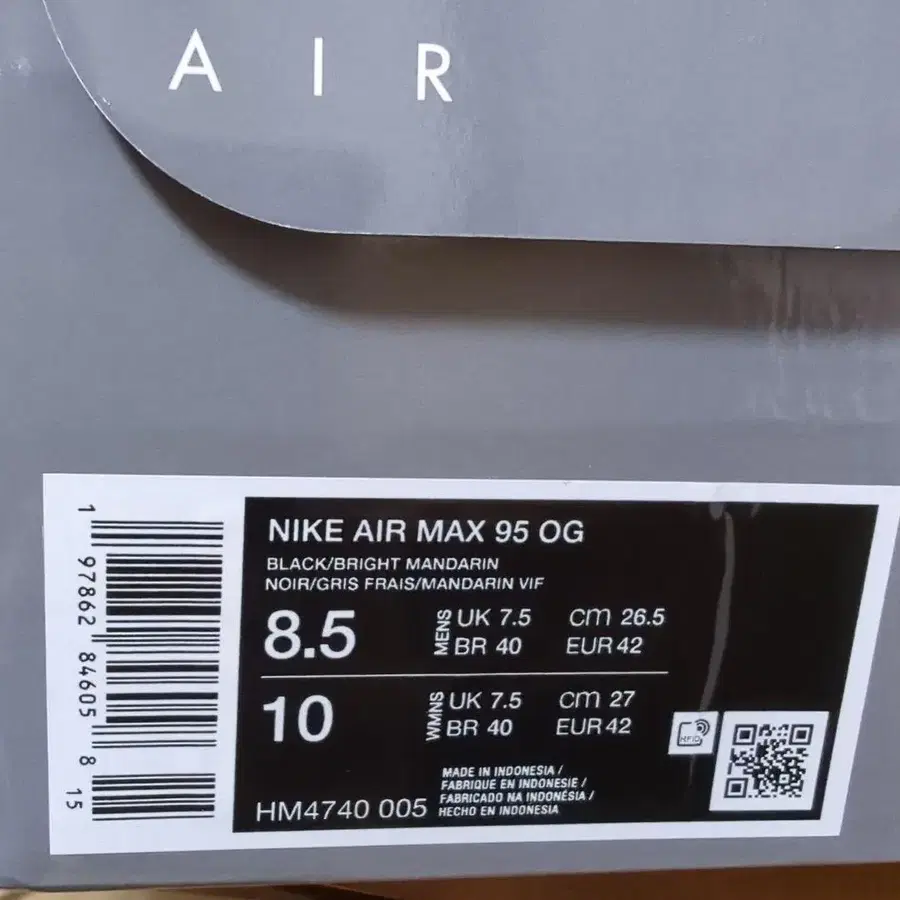 AIR
1 97862 84605 8 15
NIKE AIR MAX 95 OG
BLACK/BRIGHT MANDARIN
NOIR/GRIS FRAIS/MANDARIN VIF
8.5 MENS UK 7.5 cm 26.5
BR 40 EUR 42
10 WMNS UK 7.5 cm 27
BR 40 EUR 42
RFID
MADE IN INDONESIA /
FABRIQUE EN INDONESIE /
FABRICADO NA INDONÉSIA /
HECHO EN INDONESIA
HM4740 005